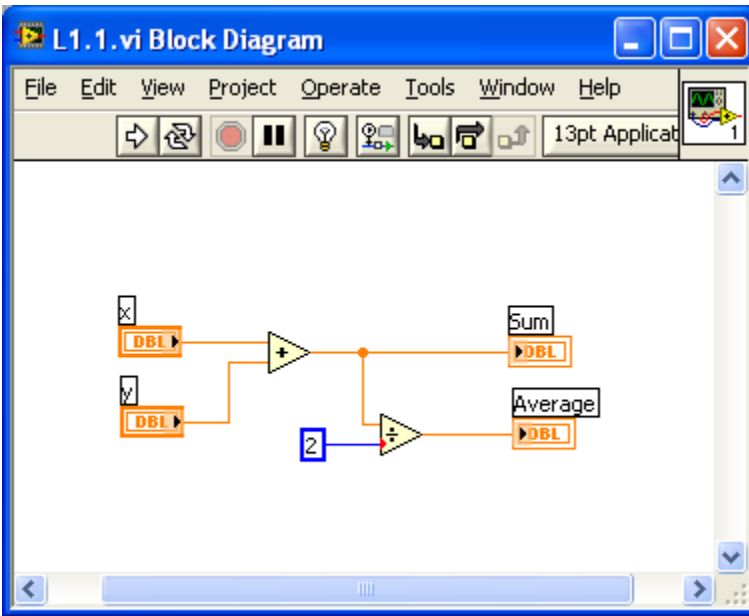 L1.1.vi Block Diagram
File Edit View Project Operate Tools Window Help
13pt Applicat
1
x
DBL
+
Sum
DBL
y
DBL
Average
2
÷
DBL